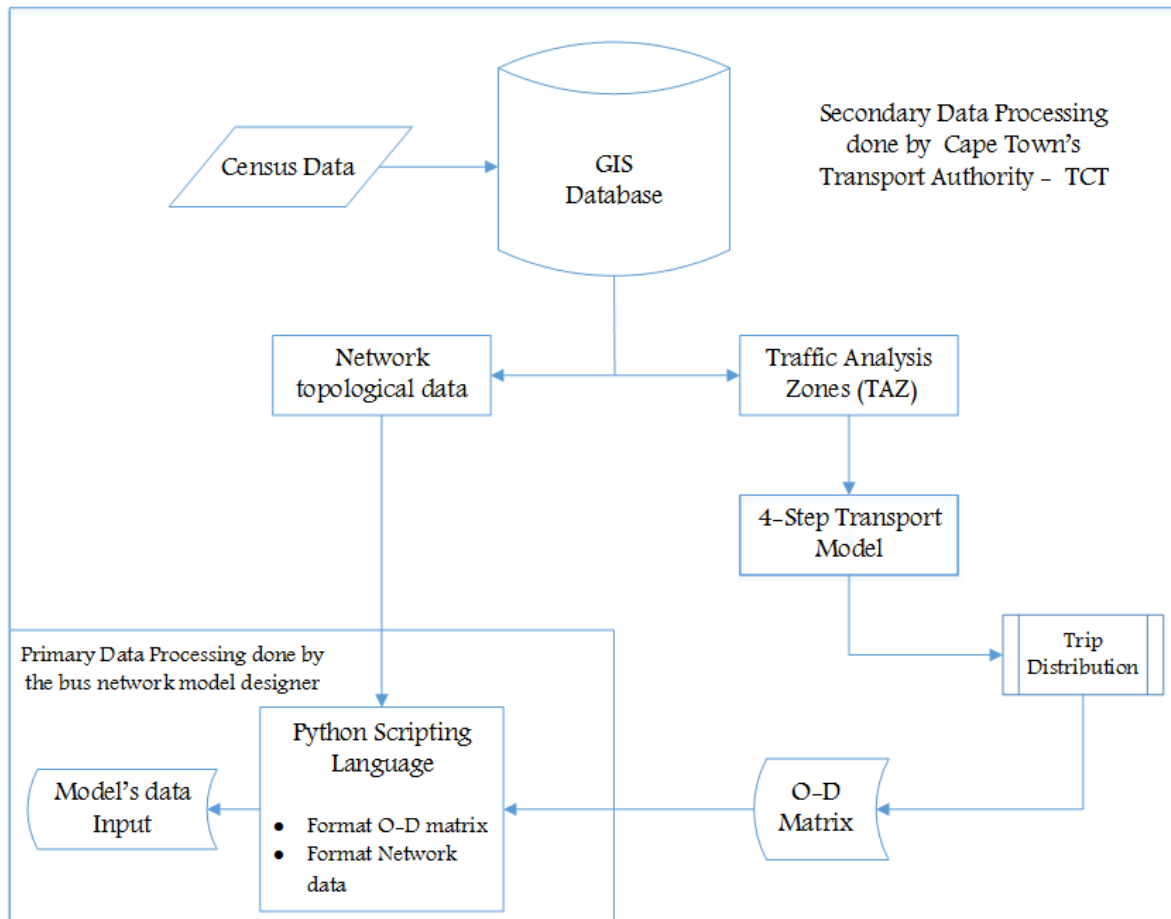 Census Data
GIS
Database
Secondary Data Processing
done by Cape Town's
Transport Authority - TCT
Network
topological data
Traffic Analysis
Zones (TAZ)
4-Step Transport
Model
Trip
Distribution
Primary Data Processing done by
the bus network model designer
Python Scripting
Language
● Format O-D matrix
● Format Network
data
Model's data
Input
O-D
Matrix